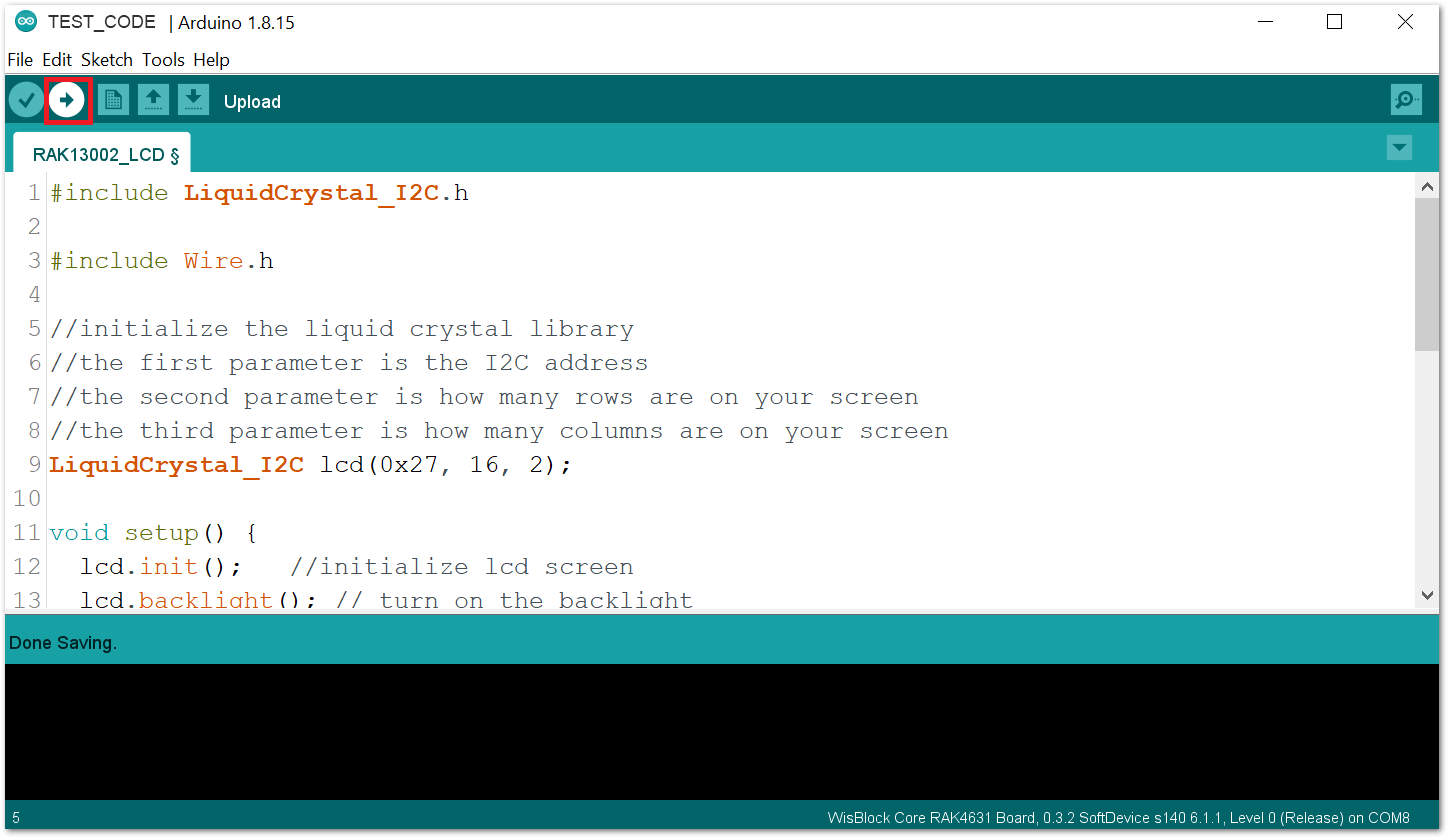 TEST_CODE | Arduino 1.8.15
File Edit Sketch Tools Help
Upload
RAK13002_LCD §
1 #include LiquidCrystal_I2C.h
2
3 #include Wire.h
4
5 //initialize the liquid crystal library
6 //the first parameter is the I2C address
7 //the second parameter is how many rows are on your screen
8 //the third parameter is how many columns are on your screen
9 LiquidCrystal_I2C lcd(0x27, 16, 2);
10
11 void setup() {
12 lcd.init(); //initialize lcd screen
13 lcd.backlight(); // turn on the backlight
Done Saving.
5 WisBlock Core RAK4631 Board, 0.3.2 SoftDevice s140 6.1.1, Level 0 (Release) on COM8